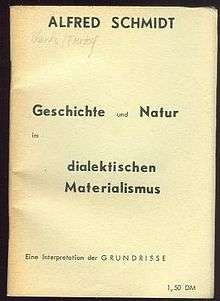 ALFRED SCHMIDT
Geschichte und Natur
im
dialektischen
Materialismus
Eine Interpretation der GRUNDRISSE
1,50 DM